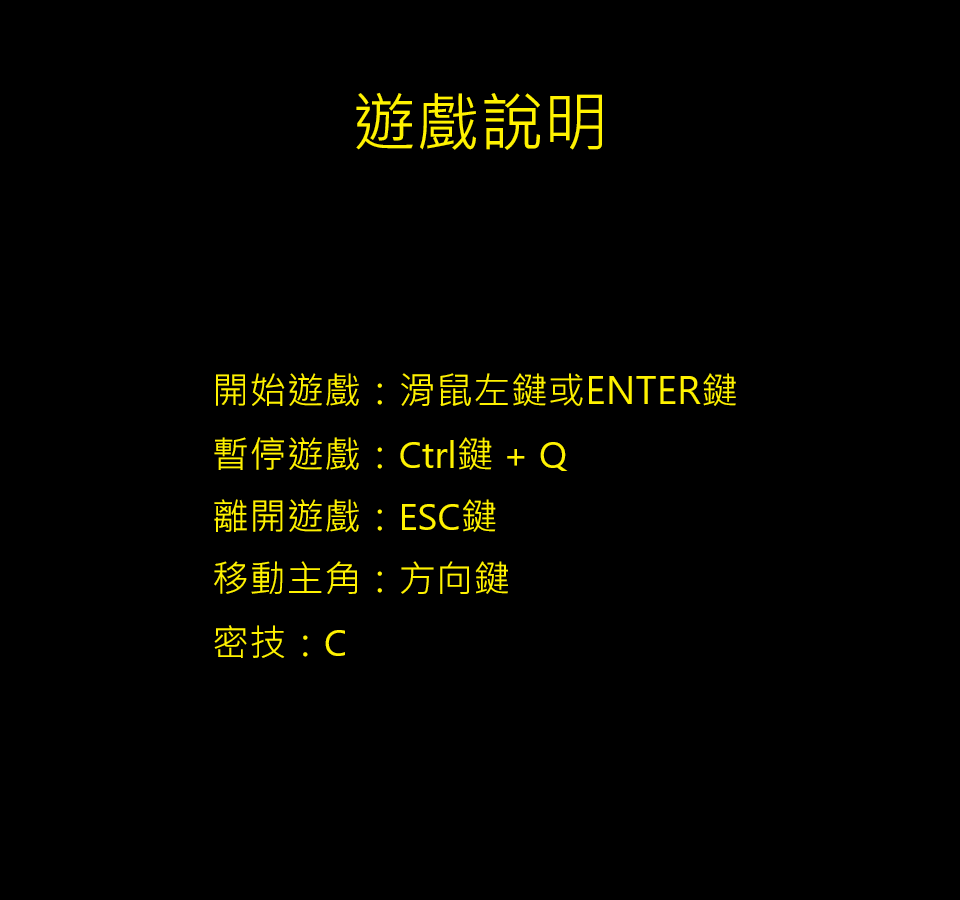 遊戲說明
開始遊戲：滑鼠左鍵或ENTER鍵
暫停遊戲：Ctrl鍵 + Q
離開遊戲：ESC鍵
移動主角：方向鍵
密技：C